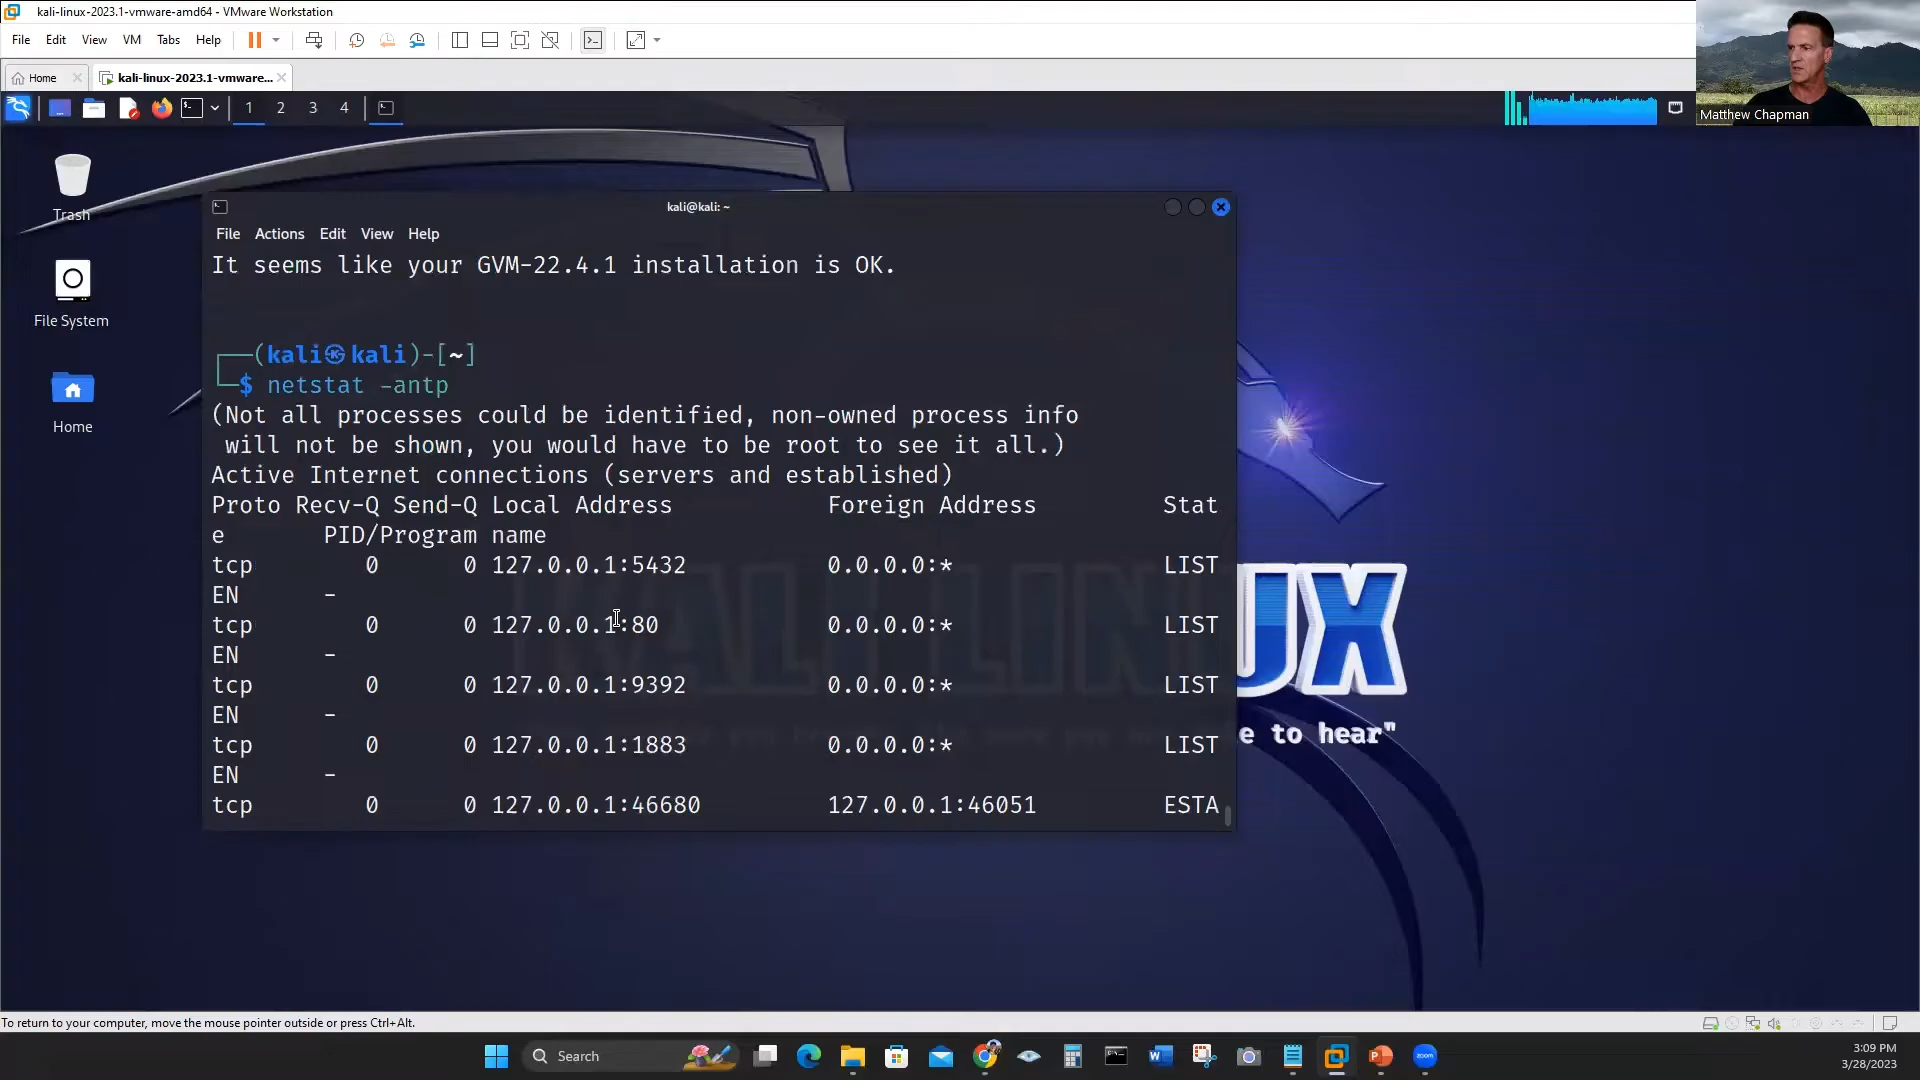 kali-linux-2023.1-vmware-amd64 - VMware Workstation
File Edit View VM Tabs Help
Home
kali-linux-2023.1-vmware...
1 2 3 4
Matthew Chapman
Trash
File System
Home
kali@kali: ~
File Actions Edit View Help
It seems like your GVM-22.4.1 installation is OK.
┌──(kali㉿kali)-[~]
└─$ netstat -antp
(Not all processes could be identified, non-owned process info
will not be shown, you would have to be root to see it all.)
Active Internet connections (servers and established)
Proto Recv-Q Send-Q Local Address Foreign Address Stat
e PID/Program name
tcp 0 0 127.0.0.1:5432 0.0.0.0:* LIST
EN -
tcp 0 0 127.0.0.1:80 0.0.0.0:* LIST
EN -
tcp 0 0 127.0.0.1:9392 0.0.0.0:* LIST
EN -
tcp 0 0 127.0.0.1:1883 0.0.0.0:* LIST
EN -
tcp 0 0 127.0.0.1:46680 127.0.0.1:46051 ESTA
KALI LINUX
e to hear"
To return to your computer, move the mouse pointer outside or press Ctrl+Alt.
Search
zoom
3:09 PM
3/28/2023